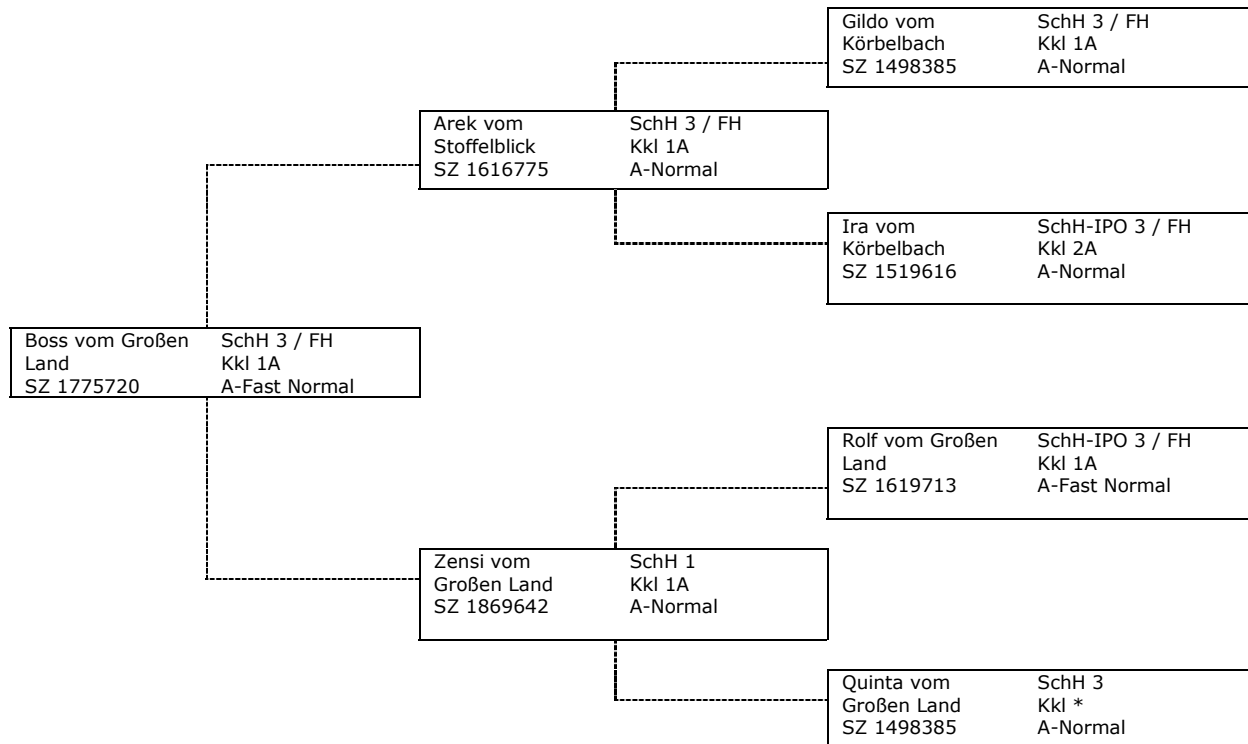 Gildo vom SchH 3 / FH
Körbelbach Kkl 1A
SZ 1498385 A-Normal
Arek vom SchH 3 / FH
Stoffelblick Kkl 1A
SZ 1616775 A-Normal
Ira vom SchH-IPO 3 / FH
Körbelbach Kkl 2A
SZ 1519616 A-Normal
Boss vom Großen SchH 3 / FH
Land Kkl 1A
SZ 1775720 A-Fast Normal
Rolf vom Großen SchH-IPO 3 / FH
Land Kkl 1A
SZ 1619713 A-Fast Normal
Zensi vom SchH 1
Großen Land Kkl 1A
SZ 1869642 A-Normal
Quinta vom SchH 3
Großen Land Kkl *
SZ 1498385 A-Normal